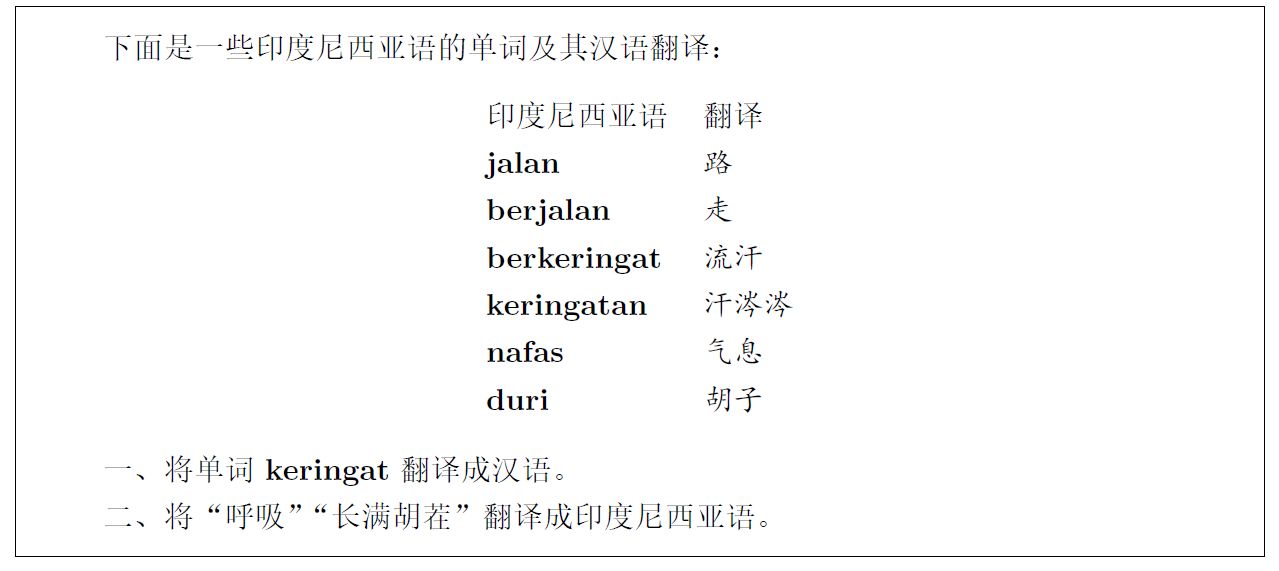 下面是一些印度尼西亚语的单词及其汉语翻译：
印度尼西亚语 翻译
jalan 路
berjalan 走
berkeringat 流汗
keringatan 汗涔涔
nafas 气息
duri 胡子
一、将单词 keringat 翻译成汉语。
二、将“呼吸”“长满胡茬”翻译成印度尼西亚语。